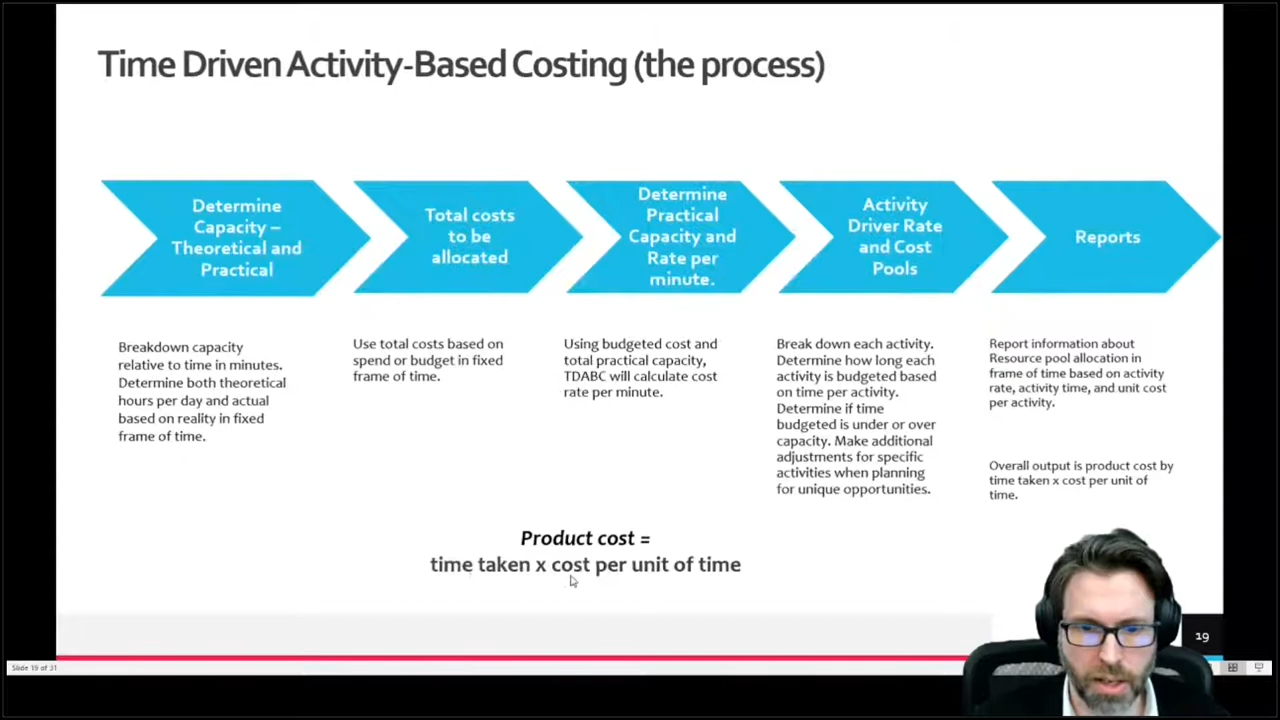 Time Driven Activity-Based Costing (the process)
Determine
Capacity –
Theoretical and
Practical
Total costs
to be
allocated
Determine
Practical
Capacity and
Rate per
minute.
Activity
Driver Rate
and Cost
Pools
Reports
Breakdown capacity
relative to time in minutes.
Determine both theoretical
hours per day and actual
based on reality in fixed
frame of time.
Use total costs based on
spend or budget in fixed
frame of time.
Using budgeted cost and
total practical capacity,
TDABC will calculate cost
rate per minute.
Break down each activity.
Determine how long each
activity is budgeted based
on time per activity.
Determine if time
budgeted is under or over
capacity. Make additional
adjustments for specific
activities when planning
for unique opportunities.
Report information about
Resource pool allocation in
frame of time based on activity
rate, activity time, and unit cost
per activity.
Overall output is product cost by
time taken x cost per unit of
time.
Product cost =
time taken x cost per unit of time
19
Slide 19 of 31